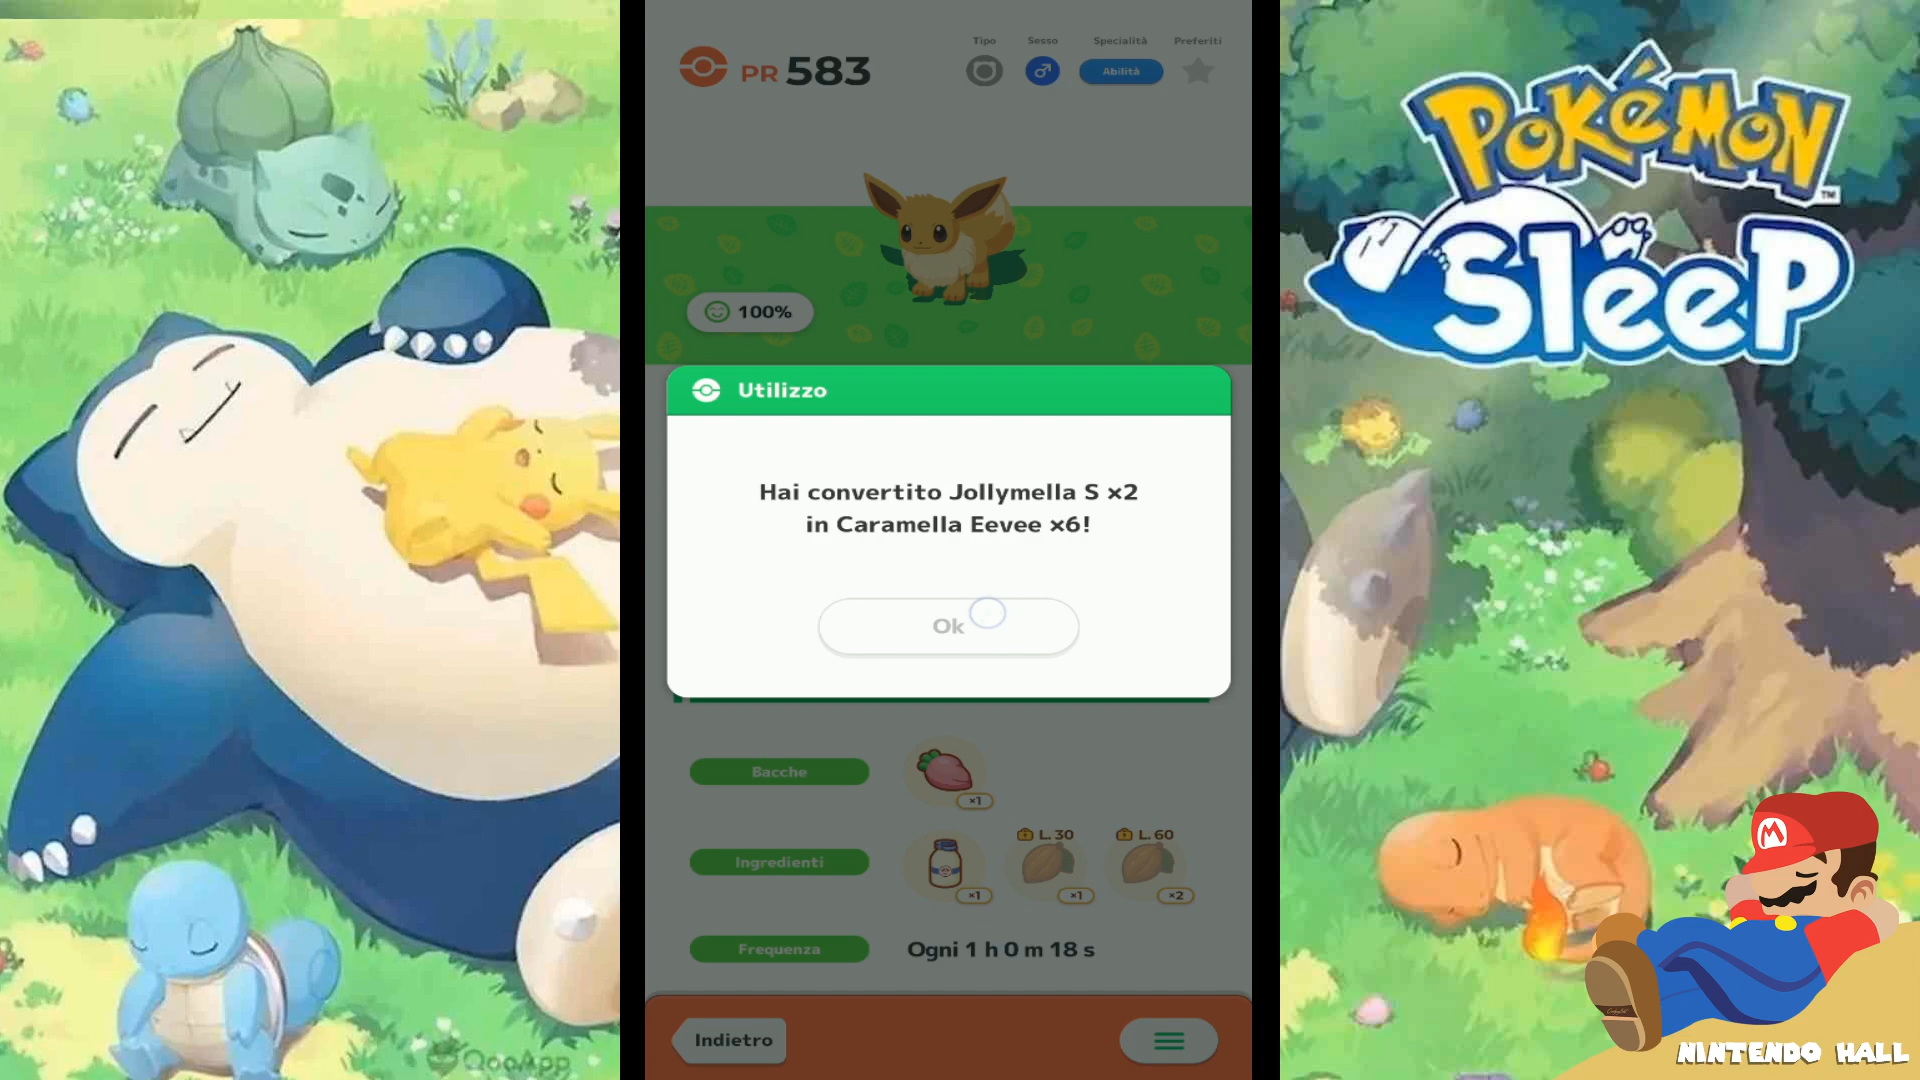 Tipo Sesso Specialità Preferiti
PR 583
Abilità
100%
Utilizzo
Hai convertito Jollymella S ×2
in Caramella Eevee ×6!
Ok
Bacche
×1
L. 30
L. 60
Ingredienti
×1
×1
×2
Frequenza
Ogni 1 h 0 m 18 s
Indietro
POKéMON
TM
Sleep
M
QooApp
NINTENDO HALL